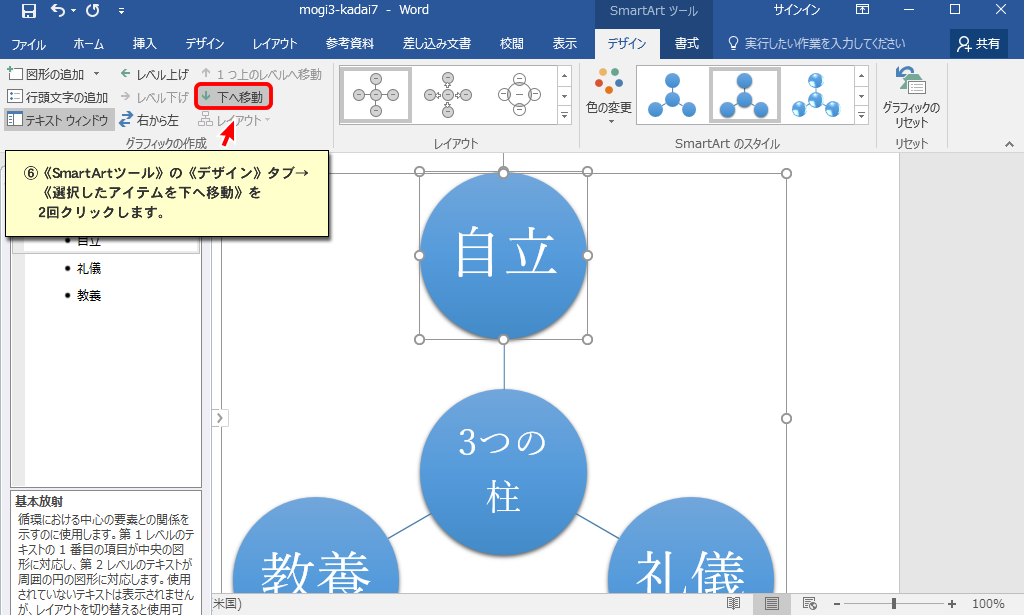 mogi3-kadai7 - Word
SmartArt ツール
サインイン
ファイル ホーム 挿入 デザイン レイアウト 参考資料 差し込み文書 校閲 表示 デザイン 書式 実行したい作業を入力してください 共有
図形の追加 レベル上げ 1 つ上のレベルへ移動
行頭文字の追加 レベル下げ 下へ移動
テキスト ウィンドウ 右から左 レイアウト
グラフィックの作成
レイアウト
色の変更
SmartArt のスタイル
グラフィックの
リセット
リセット
⑥《SmartArtツール》の《デザイン》タブ→
《選択したアイテムを下へ移動》を
2回クリックします。
• 自立
• 礼儀
• 教養
基本放射
循環における中心の要素との関係を
示すのに使用します。第 1 レベルのテ
キストの 1 番目の項目が中央の図
形に対応し、第 2 レベルのテキストが
周囲の円の図形に対応します。使用
されていないテキストは表示されませ
んが、レイアウトを切り替えると使用可
自立
3つの
柱
教養
礼儀
米国)
100%